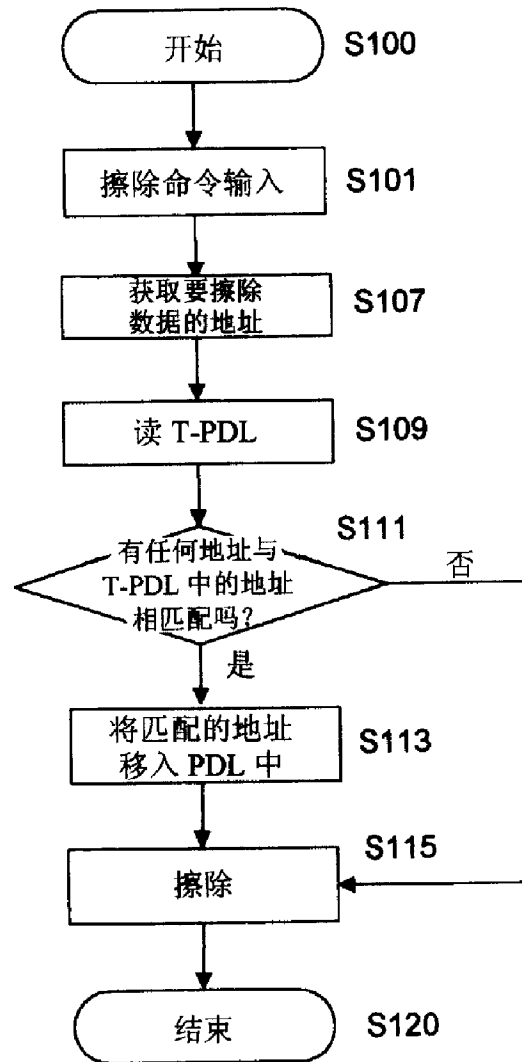 开始
S100
擦除命令输入
S101
获取要擦除
数据的地址
S107
读 T-PDL
S109
S111
有任何地址与
T-PDL 中的地址
相匹配吗？
否
是
将匹配的地址
移入 PDL 中
S113
S115
擦除
结束
S120